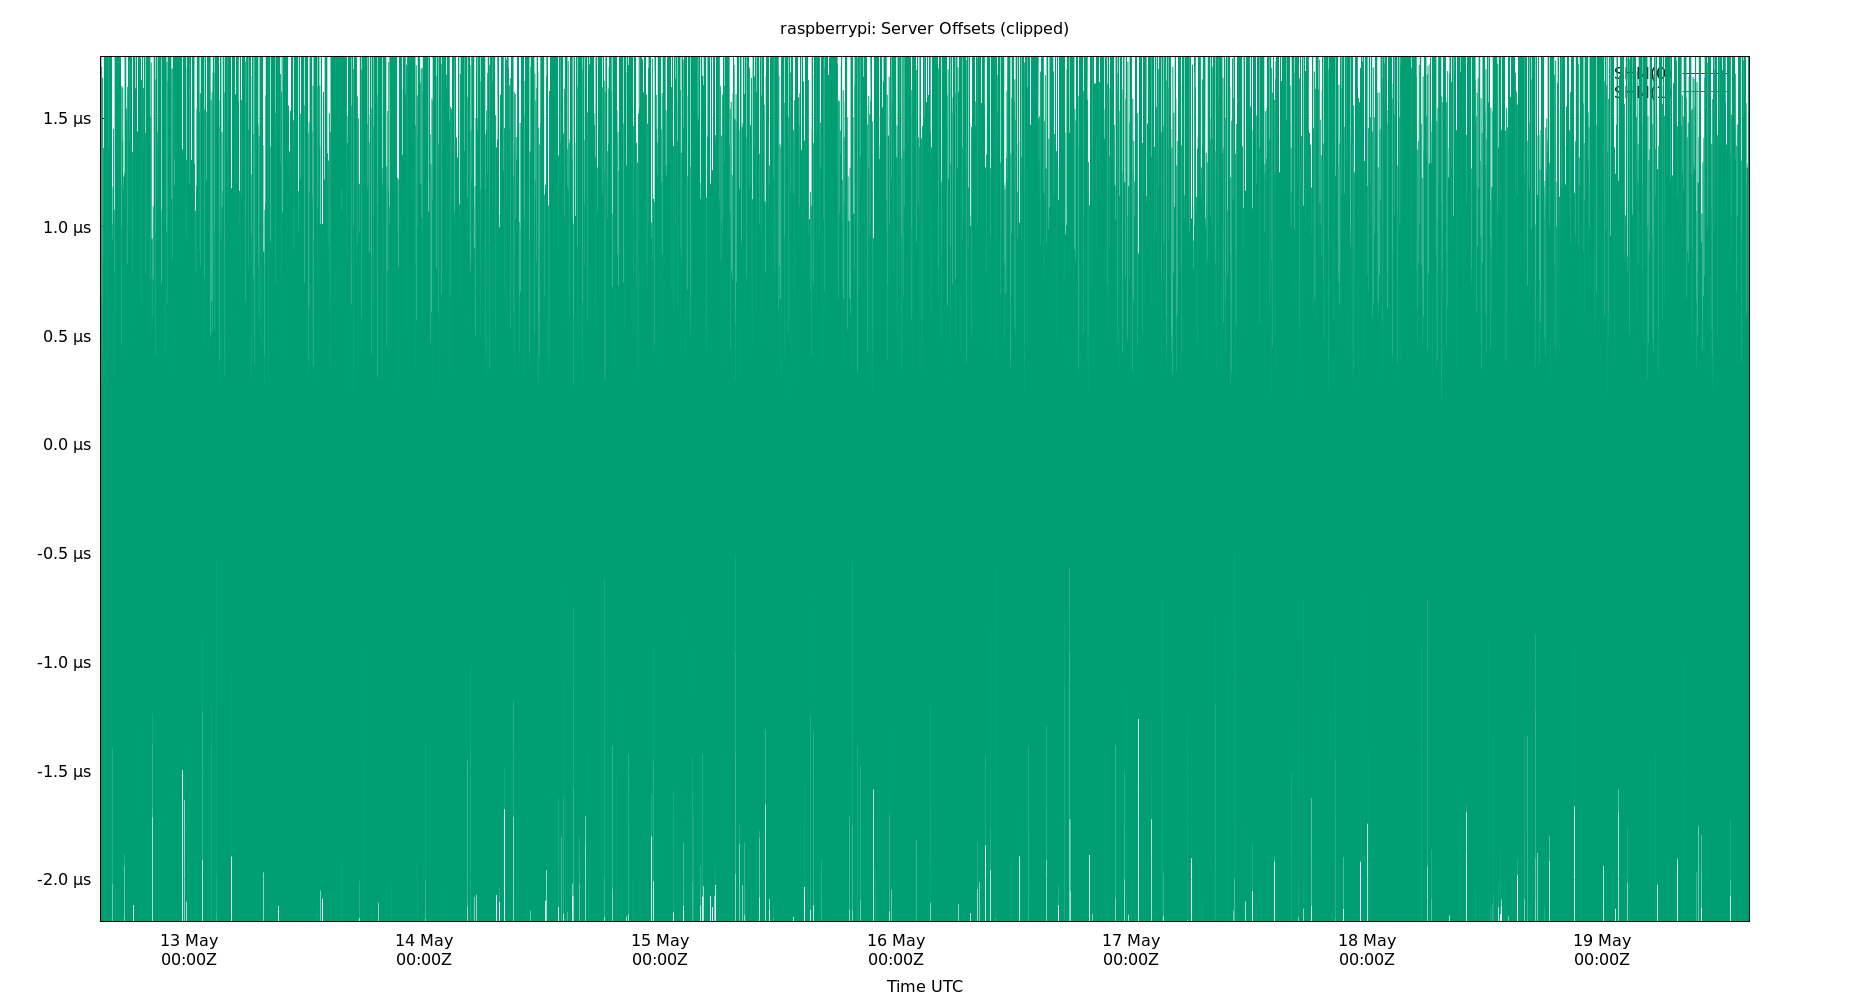 raspberrypi: Server Offsets (clipped)
1.5 µs
1.0 µs
0.5 µs
0.0 µs
-0.5 µs
-1.0 µs
-1.5 µs
-2.0 µs
13 May
00:00Z
14 May
00:00Z
15 May
00:00Z
16 May
00:00Z
17 May
00:00Z
18 May
00:00Z
19 May
00:00Z
Time UTC